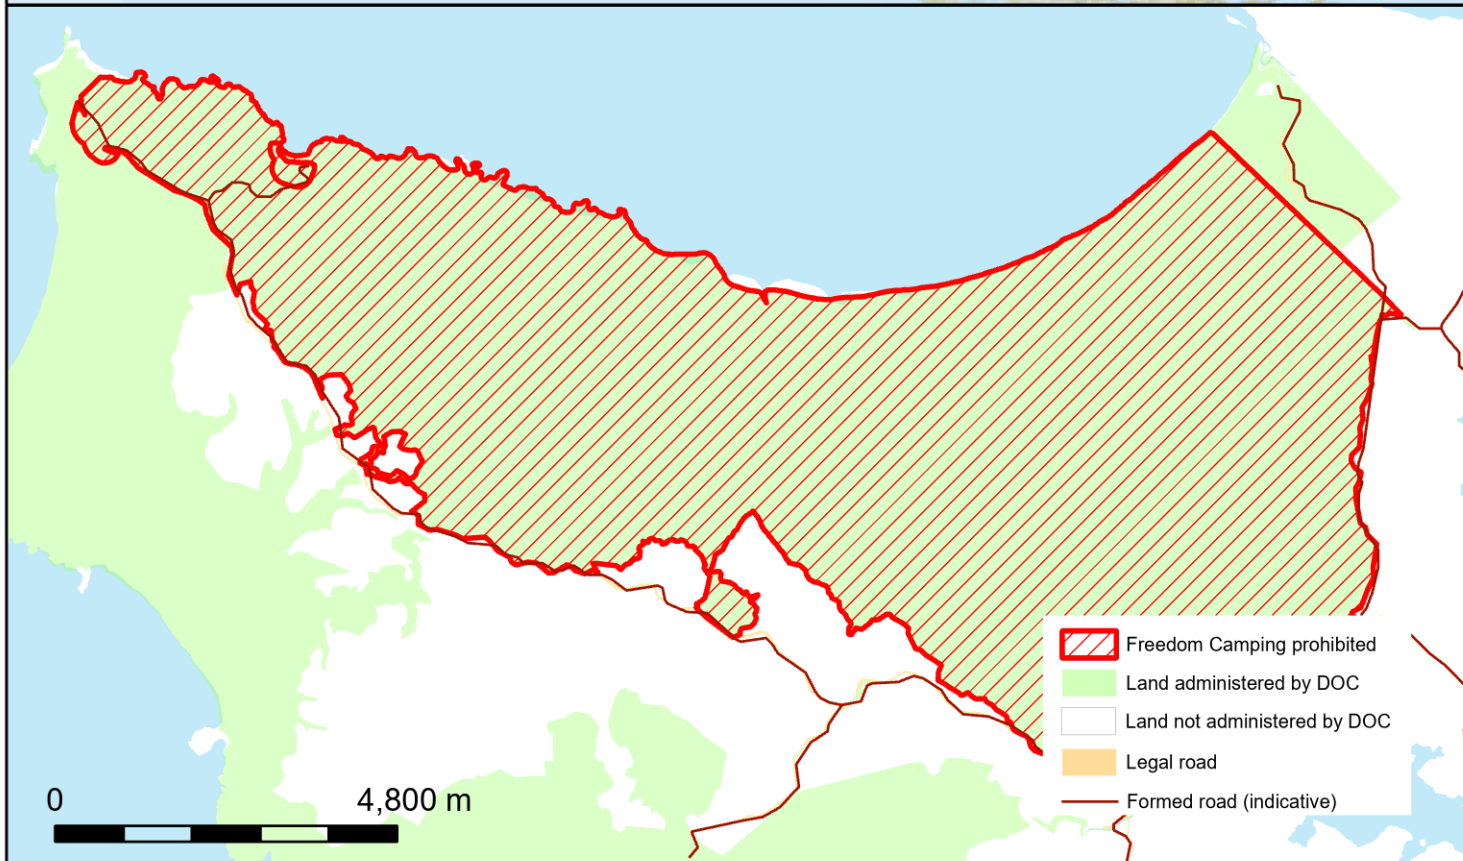 Freedom Camping prohibited
Land administered by DOC
Land not administered by DOC
Legal road
Formed road (indicative)
0 4,800 m